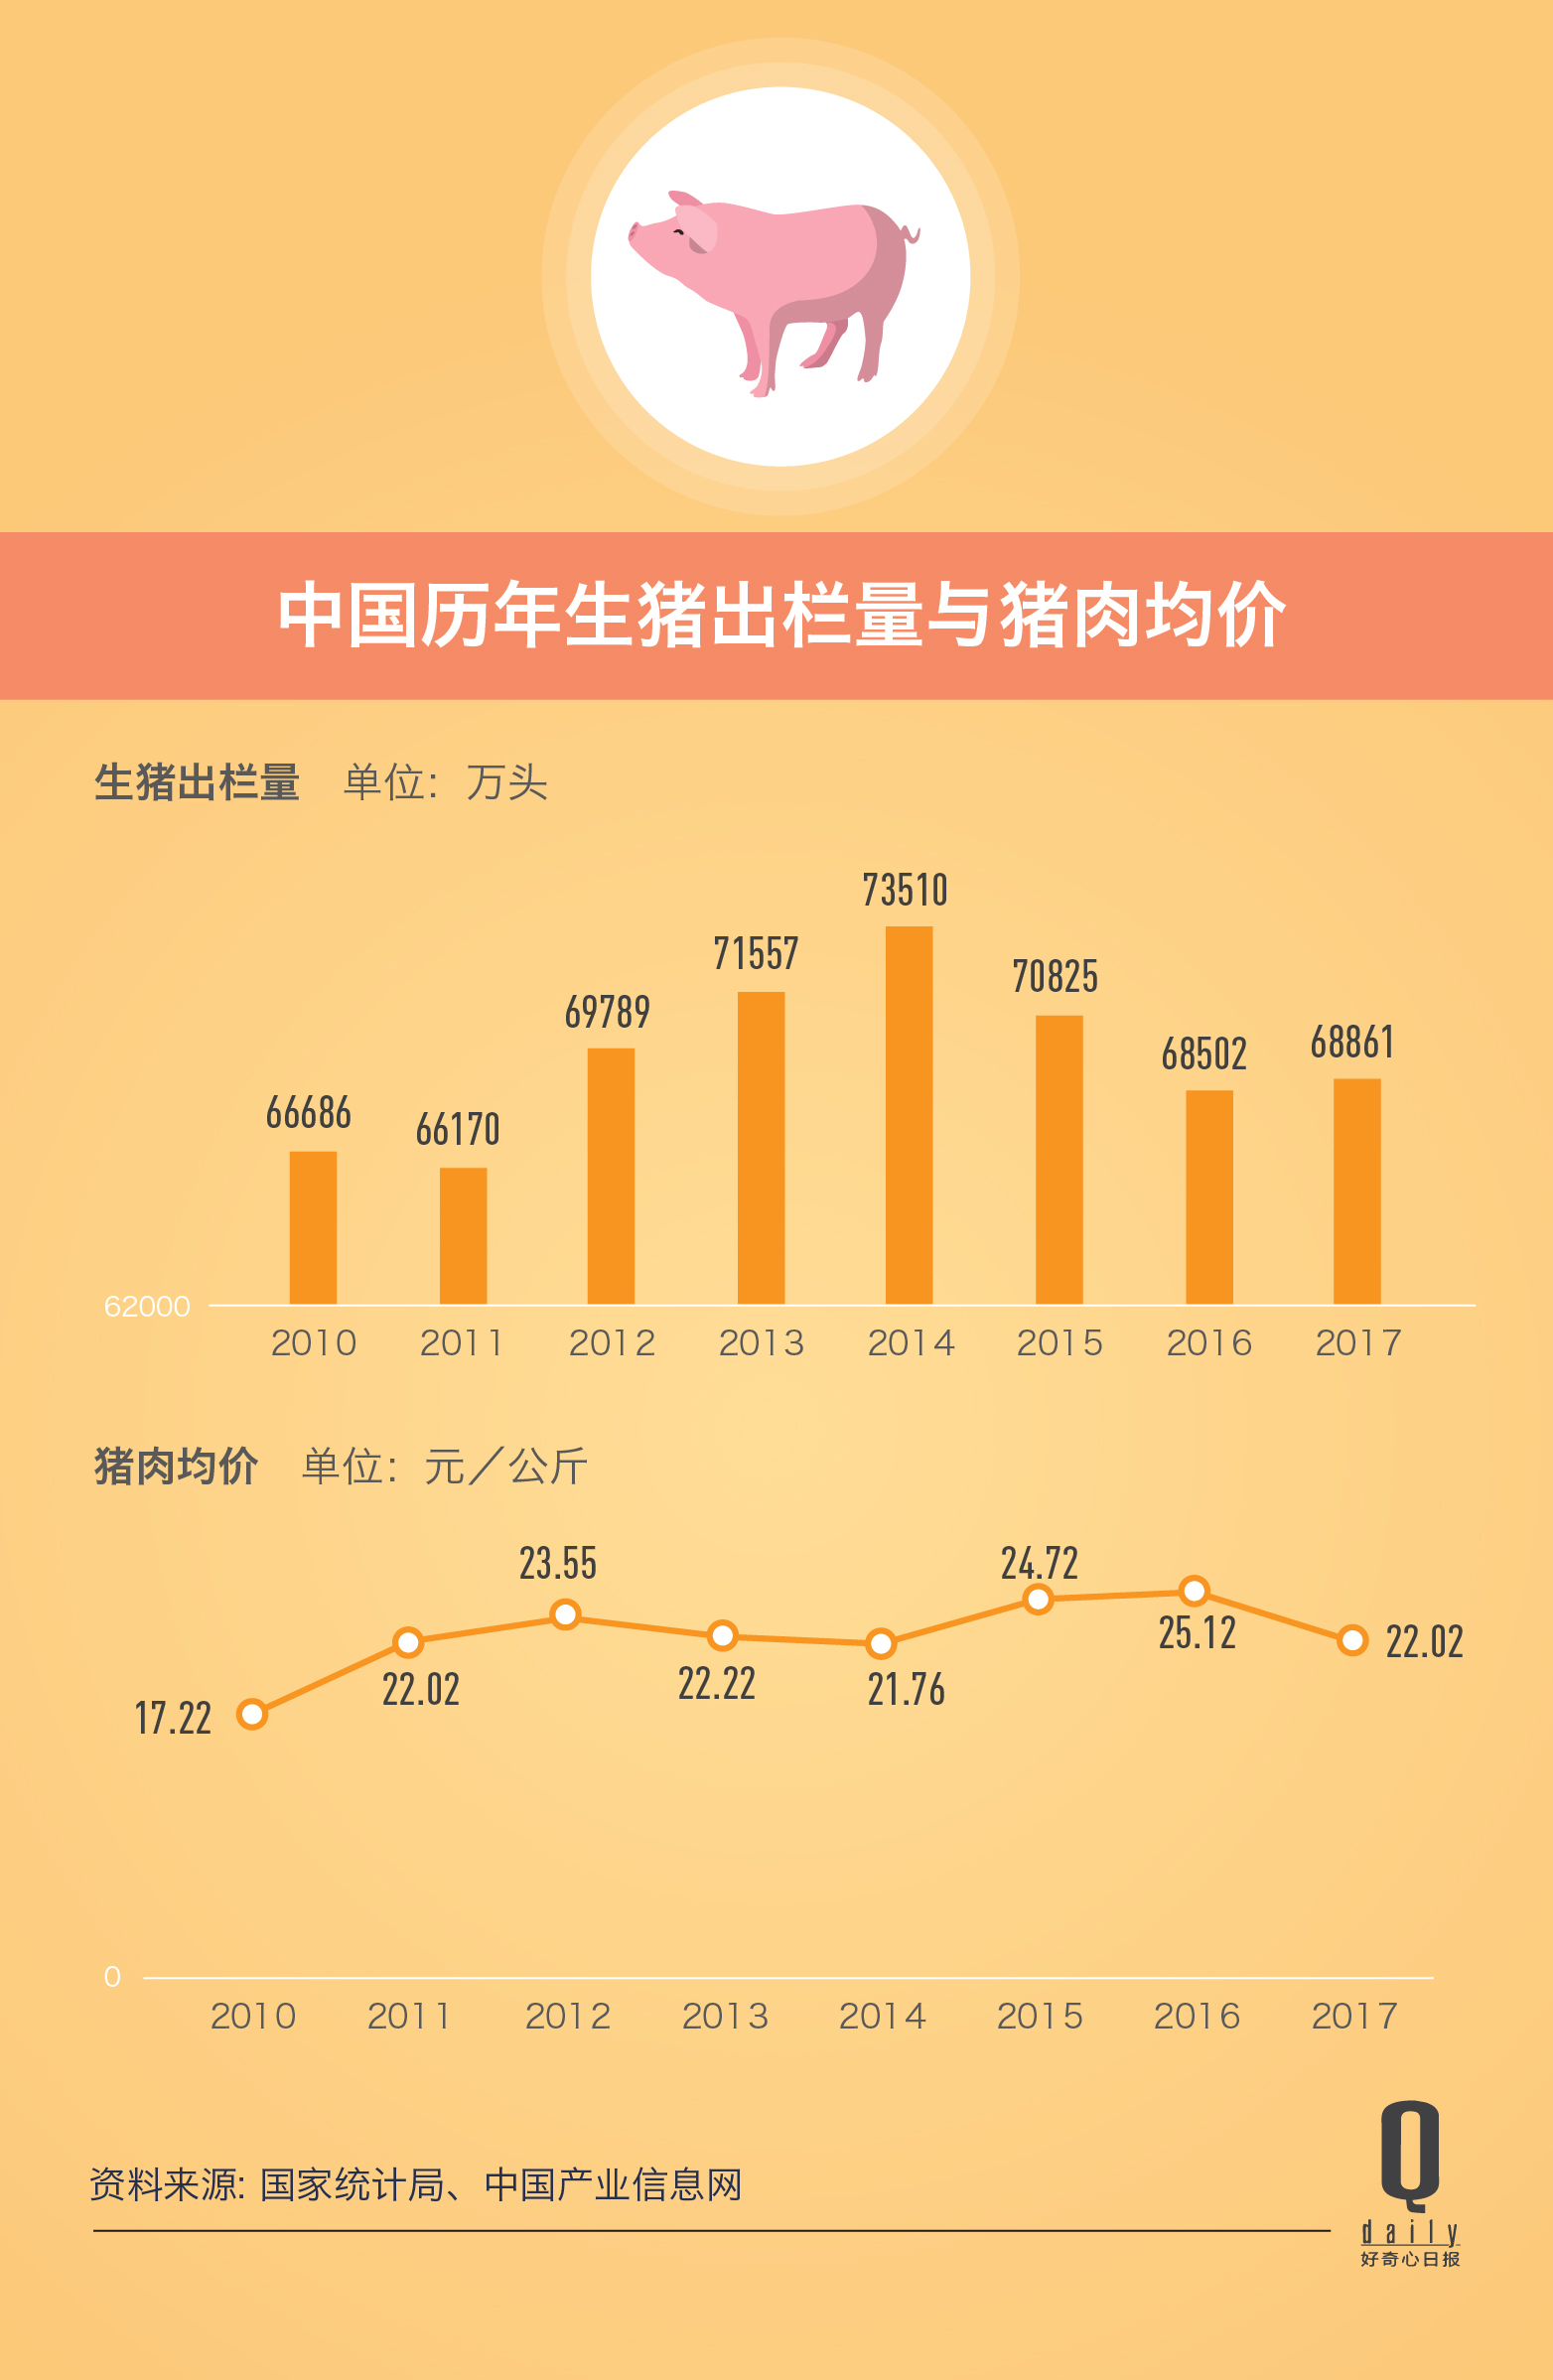 中国历年生猪出栏量与猪肉均价
生猪出栏量 单位：万头
73510
71557
70825
69789
68861
68502
66686
66170
62000
2010 2011 2012 2013 2014 2015 2016 2017
猪肉均价 单位：元／公斤
23.55 24.72
25.12
22.02
22.02 22.22 21.76
17.22
0
2010 2011 2012 2013 2014 2015 2016 2017
Q
daily
好奇心日报
资料来源: 国家统计局、中国产业信息网